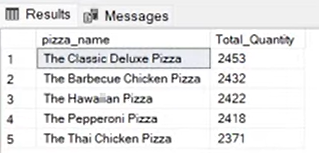 Results Messages
pizza_name Total_Quantity
1 The Classic Deluxe Pizza 2453
2 The Barbecue Chicken Pizza 2432
3 The Hawaiian Pizza 2422
4 The Pepperoni Pizza 2418
5 The Thai Chicken Pizza 2371